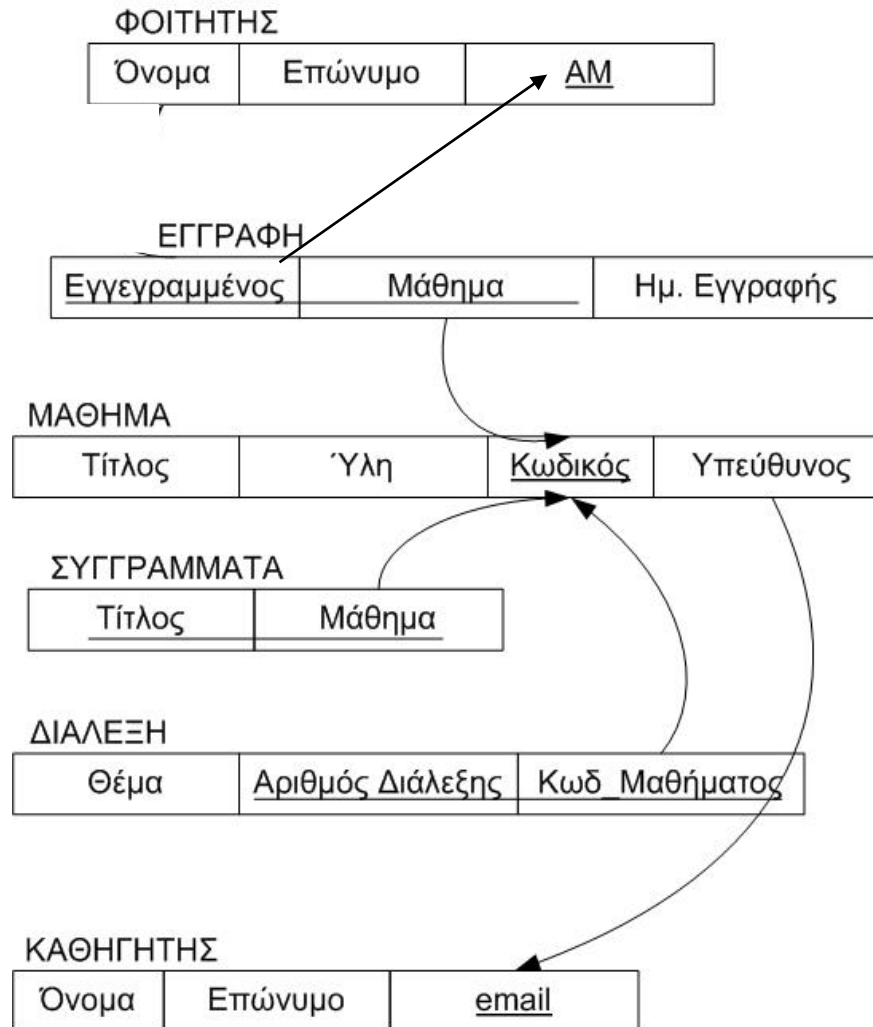 ΦΟΙΤΗΤΗΣ
Όνομα Επώνυμο ΑΜ
ΕΓΓΡΑΦΗ
Εγγεγραμμένος Μάθημα Ημ. Εγγραφής
ΜΑΘΗΜΑ
Τίτλος Ύλη Κωδικός Υπεύθυνος
ΣΥΓΓΡΑΜΜΑΤΑ
Τίτλος Μάθημα
ΔΙΑΛΕΞΗ
Θέμα Αριθμός Διάλεξης Κωδ_Μαθήματος
ΚΑΘΗΓΗΤΗΣ
Όνομα Επώνυμο email